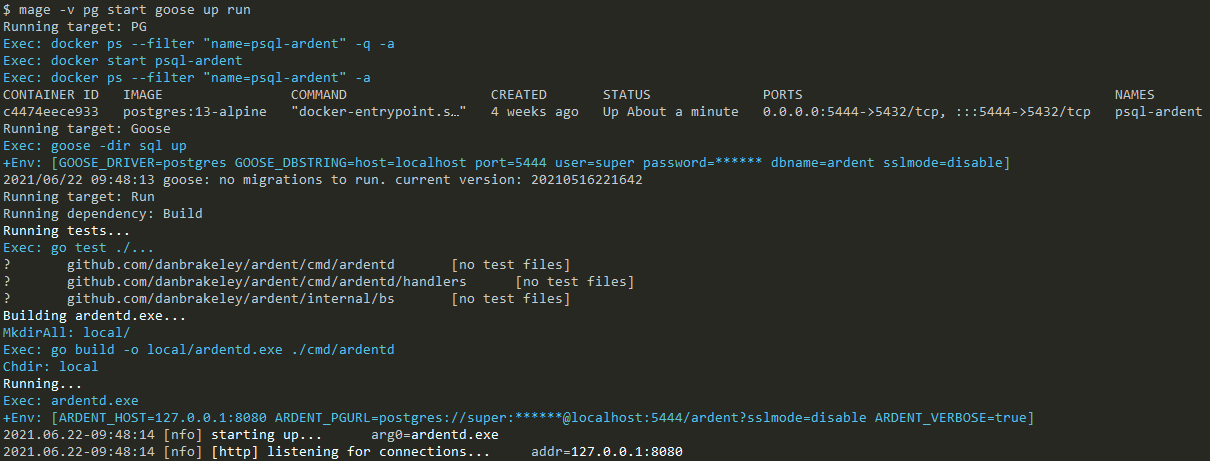 $ mage -v pg start goose up run
Running target: PG
Exec: docker ps --filter "name=psql-ardent" -q -a
Exec: docker start psql-ardent
Exec: docker ps --filter "name=psql-ardent" -a
CONTAINER ID   IMAGE                COMMAND                  CREATED       STATUS              PORTS                                       NAMES
c4474eece933   postgres:13-alpine   "docker-entrypoint.s…"   4 weeks ago   Up About a minute   0.0.0.0:5444->5432/tcp, :::5444->5432/tcp   psql-ardent
Running target: Goose
Exec: goose -dir sql up
+Env: [GOOSE_DRIVER=postgres GOOSE_DBSTRING=host=localhost port=5444 user=super password=****** dbname=ardent sslmode=disable]
2021/06/22 09:48:13 goose: no migrations to run. current version: 20210516221642
Running target: Run
Running dependency: Build
Running tests...
Exec: go test ./...
?       github.com/danbrakeley/ardent/cmd/ardentd       [no test files]
?       github.com/danbrakeley/ardent/cmd/ardentd/handlers      [no test files]
?       github.com/danbrakeley/ardent/internal/bs       [no test files]
Building ardentd.exe...
MkdirAll: local/
Exec: go build -o local/ardentd.exe ./cmd/ardentd
Chdir: local
Running...
Exec: ardentd.exe
+Env: [ARDENT_HOST=127.0.0.1:8080 ARDENT_PGURL=postgres://super:******@localhost:5444/ardent?sslmode=disable ARDENT_VERBOSE=true]
2021.06.22-09:48:14 [nfo] starting up...      arg0=ardentd.exe
2021.06.22-09:48:14 [nfo] [http] listening for connections...     addr=127.0.0.1:8080